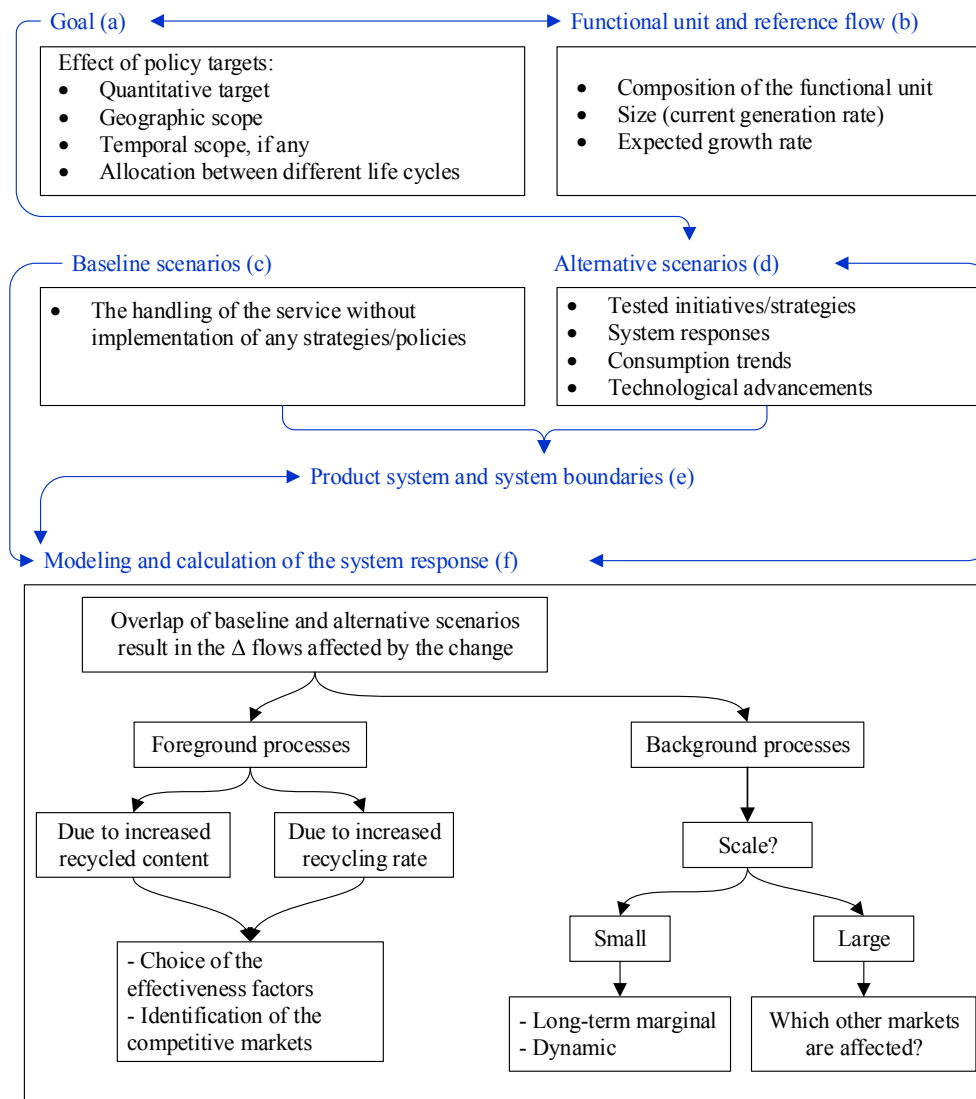 Goal (a)
Functional unit and reference flow (b)
Effect of policy targets:
• Quantitative target
• Geographic scope
• Temporal scope, if any
• Allocation between different life cycles
• Composition of the functional unit
• Size (current generation rate)
• Expected growth rate
Baseline scenarios (c)
Alternative scenarios (d)
• The handling of the service without
implementation of any strategies/policies
• Tested initiatives/strategies
• System responses
• Consumption trends
• Technological advancements
Product system and system boundaries (e)
Modeling and calculation of the system response (f)
Overlap of baseline and alternative scenarios
result in the Δ flows affected by the change
Foreground processes
Background processes
Due to increased
recycled content
Due to increased
recycling rate
Scale?
Small
Large
- Choice of the
effectiveness factors
- Identification of the
competitive markets
- Long-term marginal
- Dynamic
Which other markets
are affected?